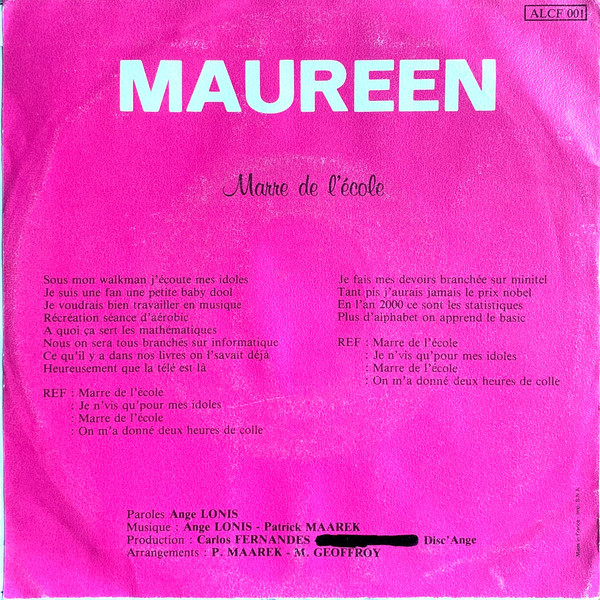 ALCF 001
MAUREEN
Marre de l'école
Sous mon walkman j'écoute mes idoles
Je suis une fan une petite baby dool
Je voudrais bien travailler en musique
Récréation séance d'aérobic
A quoi ça sert les mathématiques
Nous on sera tous branchés sur informatique
Ce qu'il y a dans nos livres on l'savait déjà
Heureusement que la télé est là
REF : Marre de l'école
: Je n'vis qu'pour mes idoles
: Marre de l'école
: On m'a donné deux heures de colle
Je fais mes devoirs branchée sur minitel
Tant pis j'aurais jamais le prix nobel
En l'an 2000 ce sont les statistiques
Plus d'alphabet on apprend le basic
REF : Marre de l'école
: Je n'vis qu'pour mes idoles
: Marre de l'école
: On m'a donné deux heures de colle
Paroles Ange LONIS
Musique : Ange LONIS - Patrick MAAREK
Production : Carlos FERNANDES Disc'Ange
Arrangements : P. MAAREK - M. GEOFFROY
Made in France